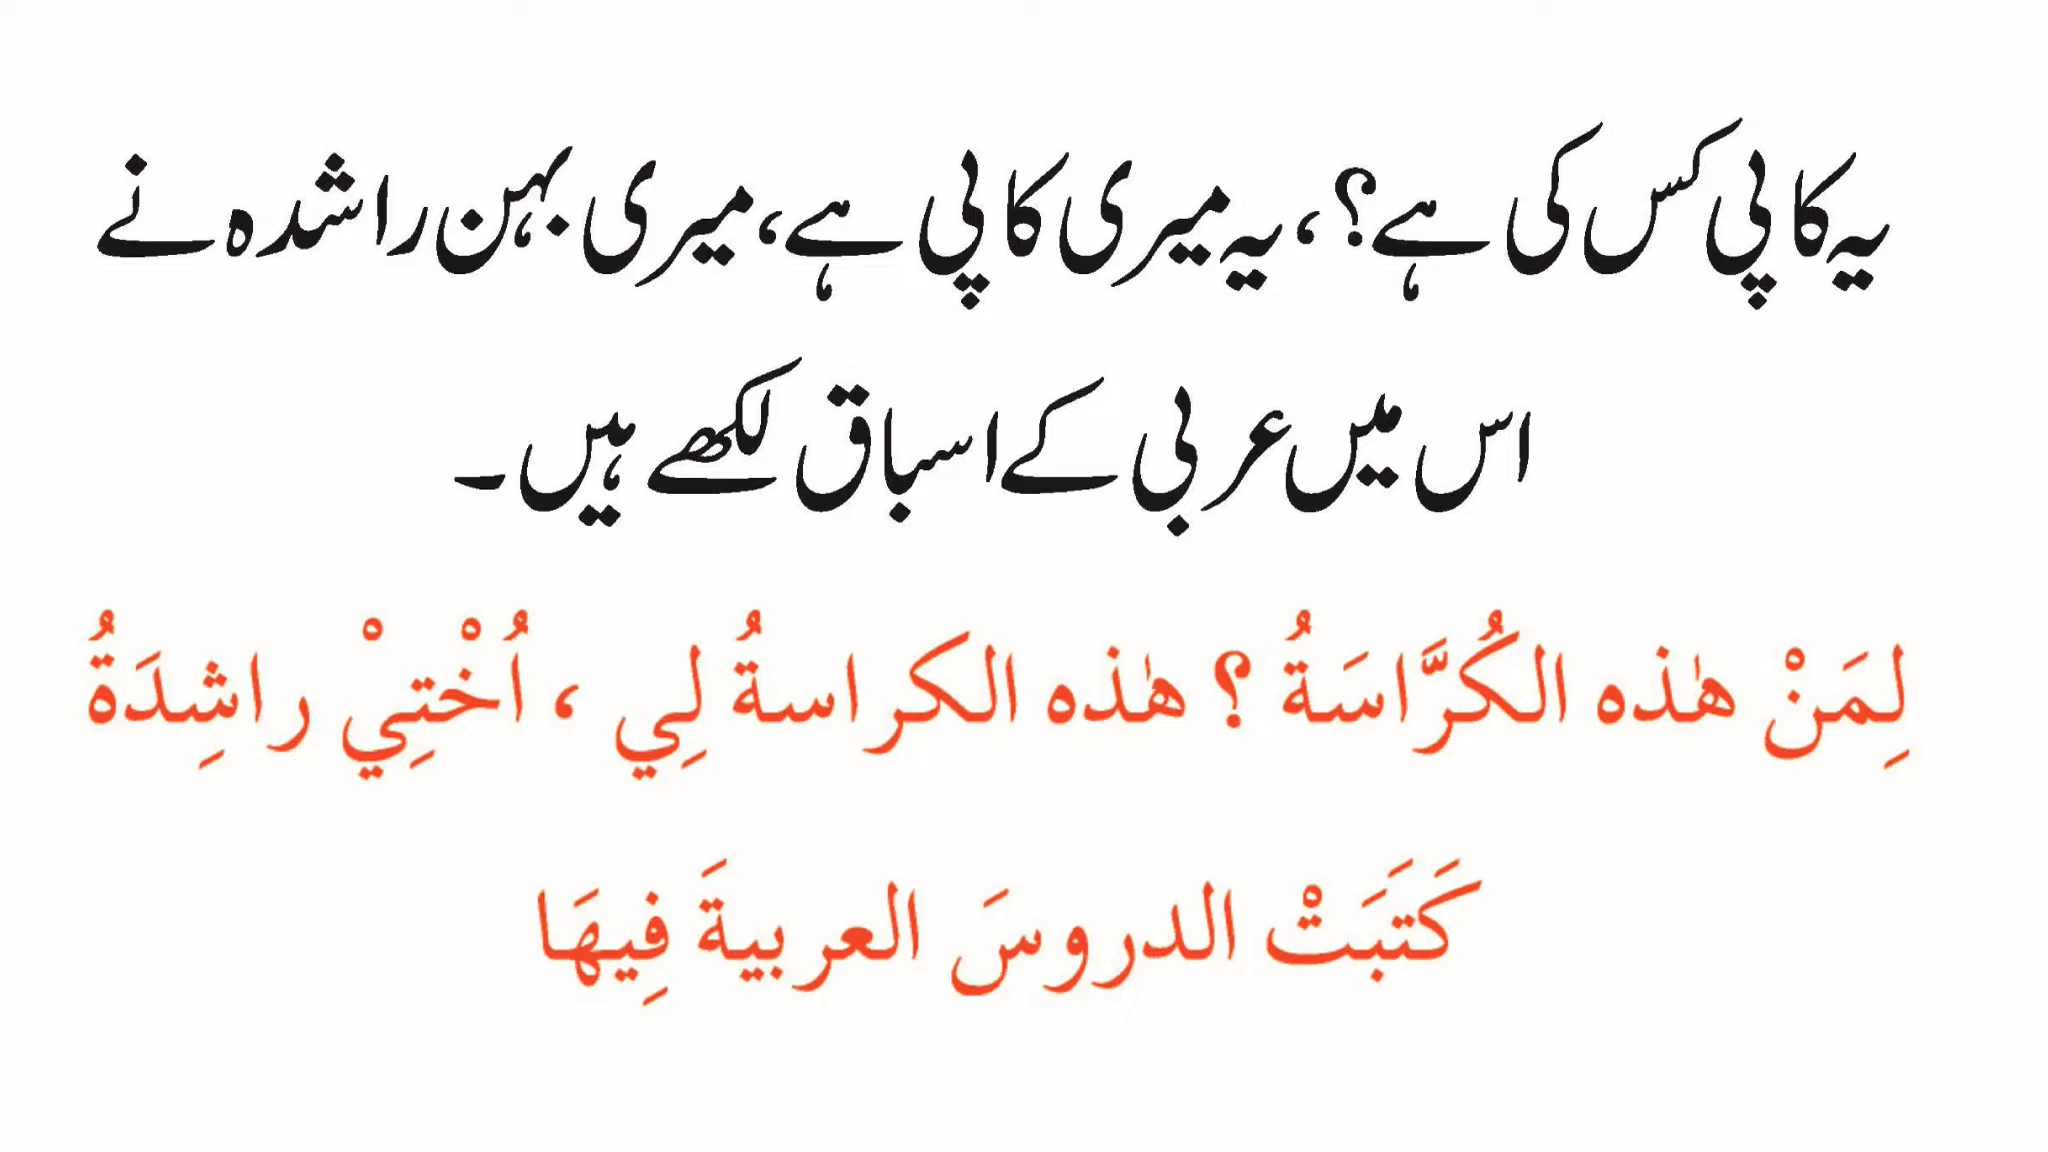 یہ کاپی کس کی ہے؟، یہ میری کاپی ہے، میری بہن راشدہ نے
اس میں عربی کے اسباق لکھے ہیں۔
لِمَنْ هٰذه الكُرَّاسَةُ ؟ هٰذه الكراسةُ لِي ، اُخْتِيْ راشِدَةُ
كَتَبَتْ الدروسَ العربيةَ فِيهَا